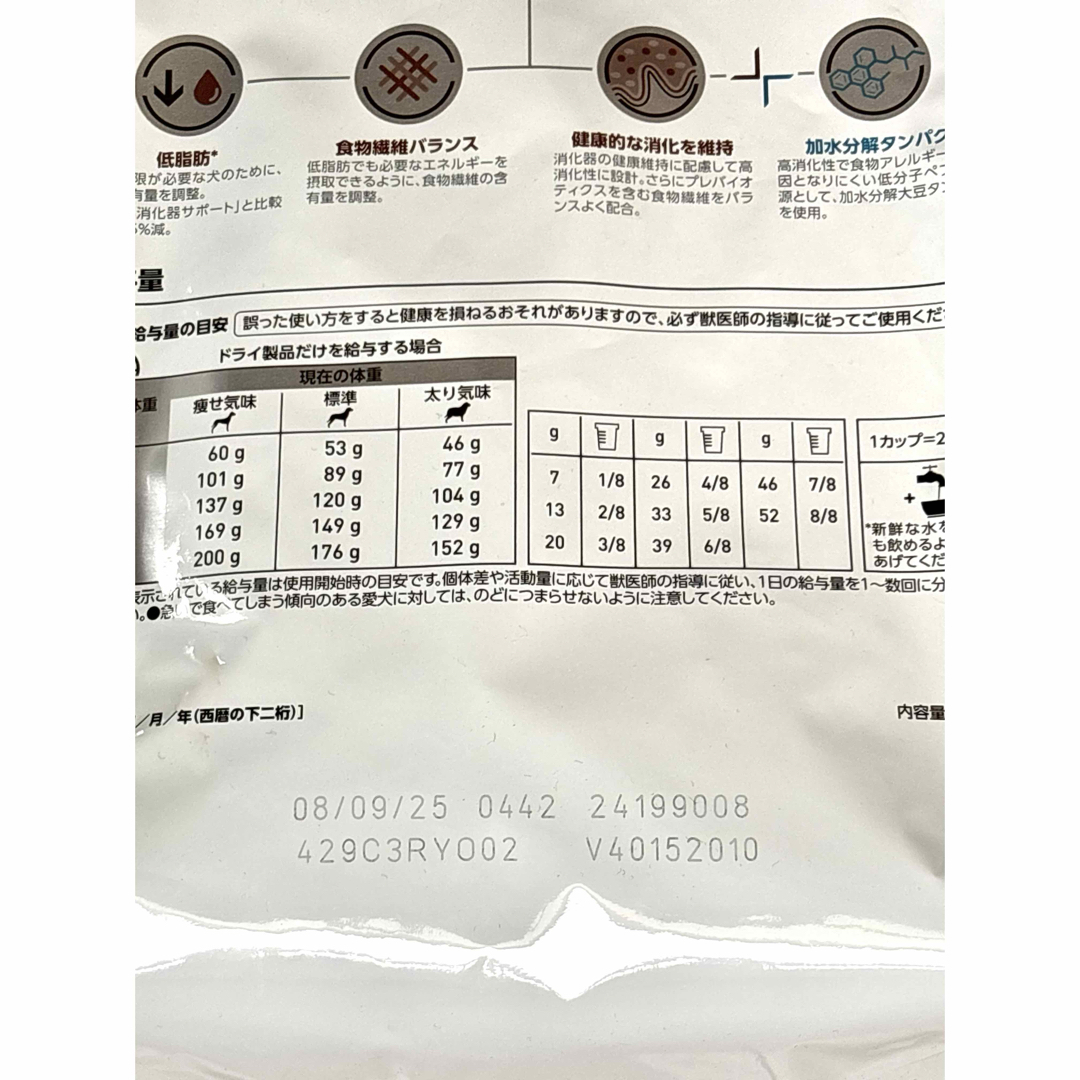 低脂肪*
限が必要な犬のために、
有量を調整。
「消化器サポート」と比較
%減。
食物繊維バランス
低脂肪でも必要なエネルギーを
摂取できるように、食物繊維の含
有量を調整。
健康的な消化を維持
消化器の健康維持に配慮して高
消化性に設計。さらにプレバイオ
ティクスを含む食物繊維をバラ
ンスよく配合。
加水分解タンパク
高消化性で食物アレルギー
因となりにくい低分子ペプ
源として、加水分解大豆タン
を使用。
量
給与量の目安 誤った使い方をすると健康を損ねるおそれがありますので、必ず獣医師の指導に従ってご使用くだ
ドライ製品だけを給与する場合
現在の体重
体重 痩せ気味 標準 太り気味
60 g 53 g 46 g
101 g 89 g 77 g
137 g 120 g 104 g
169 g 149 g 129 g
200 g 176 g 152 g
g g g
7 1/8 26 4/8 46 7/8
13 2/8 33 5/8 52 8/8
20 3/8 39 6/8
1カップ=2
+
*新鮮な水を
も飲めるよ
あげてくだ
表示されている給与量は使用開始時の目安です。個体差や活動量に応じて獣医師の指導に従い、1日の給与量を1〜数回に分
い。●急いで食べてしまう傾向のある愛犬に対しては、のどにつまらせないように注意してください。
/月/年(西暦の下二桁)]
内容量
08/09/25 0442 24199008
429C3RYO02 V40152010